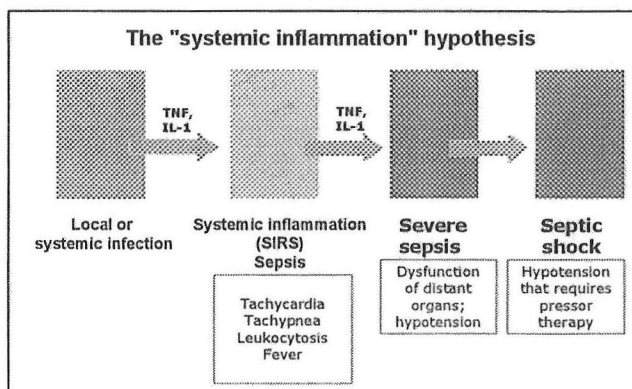 The "systemic inflammation" hypothesis
TNF,
IL-1
TNF,
IL-1
Local or
systemic infection
Systemic inflammation
(SIRS)
Sepsis
Severe
sepsis
Septic
shock
Tachycardia
Tachypnea
Leukocytosis
Fever
Dysfunction
of distant
organs;
hypotension
Hypotension
that requires
pressor
therapy